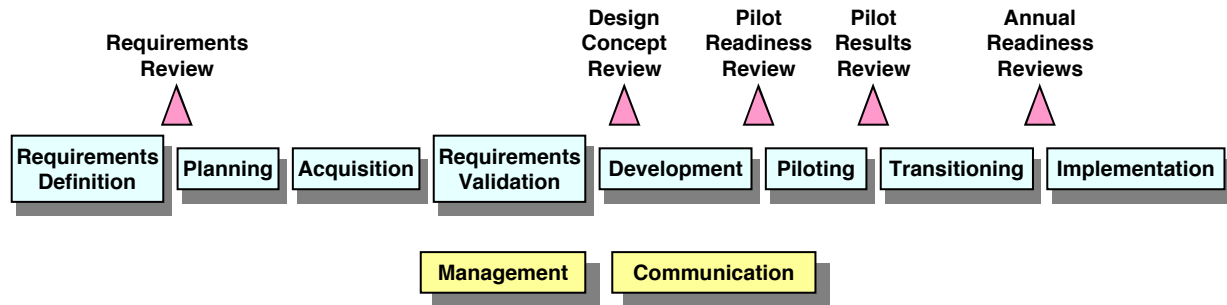 Requirements
Review
Design
Concept
Review
Pilot
Readiness
Review
Pilot
Results
Review
Annual
Readiness
Reviews
Requirements
Definition
Planning
Acquisition
Requirements
Validation
Development
Piloting
Transitioning
Implementation
Management
Communication